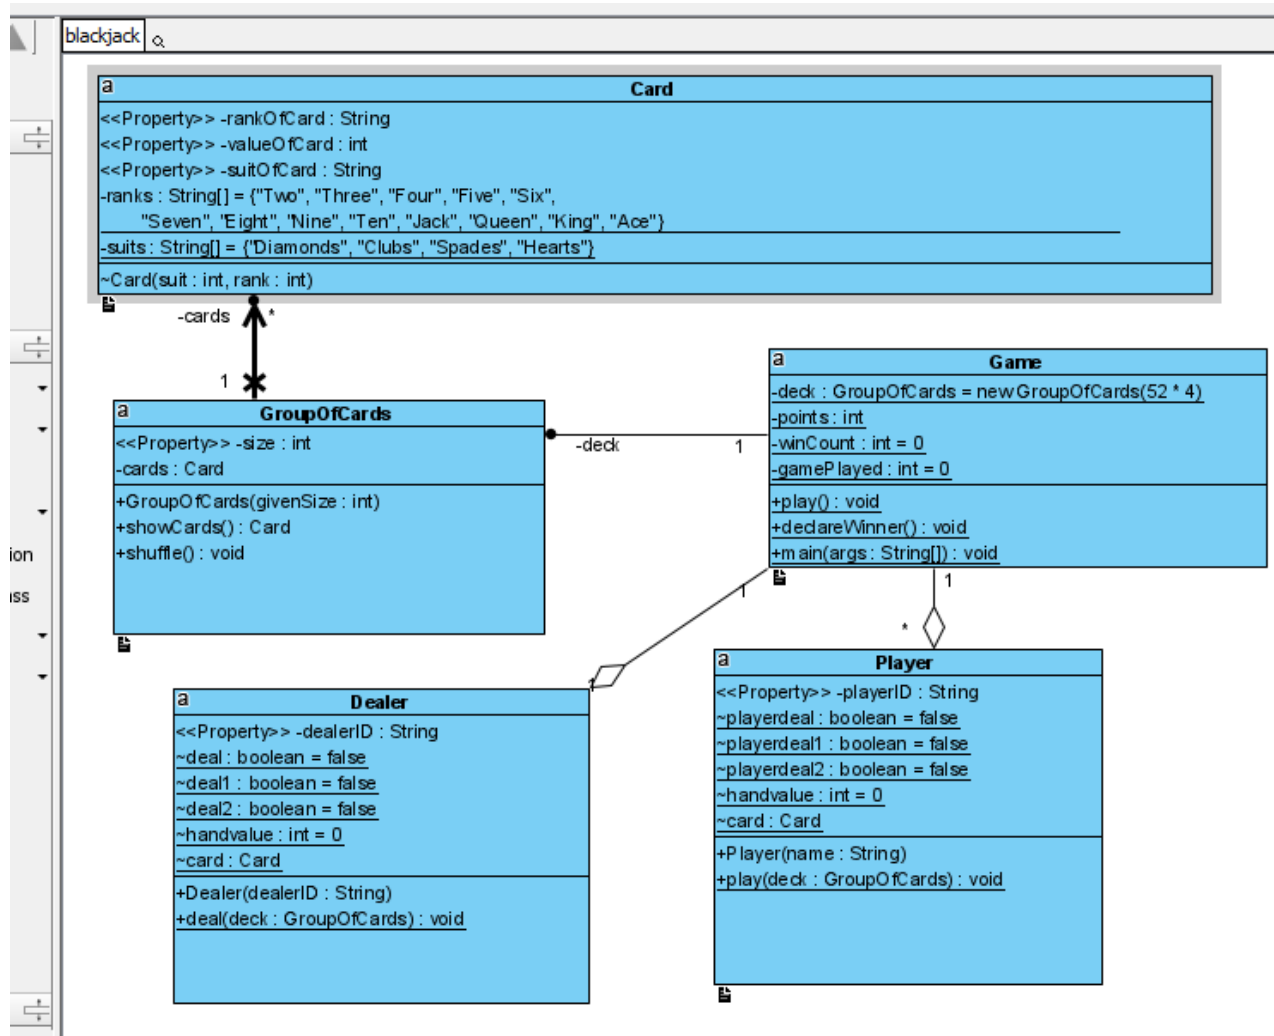 blackjack
a
Card
<<Property>> -rankOfCard : String
<<Property>> -valueOfCard : int
<<Property>> -suitOfCard : String
-ranks : String[] = {"Two", "Three", "Four", "Five", "Six",
"Seven", "Eight", "Nine", "Ten", "Jack", "Queen", "King", "Ace"}
-suits : String[] = {"Diamonds", "Clubs", "Spades", "Hearts"}
~Card(suit : int, rank : int)
-cards
*
1
a
GroupOfCards
<<Property>> -size : int
-cards : Card
+GroupOfCards(givenSize : int)
+showCards() : Card
+shuffle() : void
-deck
1
a
Game
-deck : GroupOfCards = new GroupOfCards(52 * 4)
-points : int
-winCount : int = 0
-gamePlayed : int = 0
+play() : void
+declareWinner() : void
+main(args : String[]) : void
1
1
1
*
a
Dealer
<<Property>> -dealerID : String
~deal : boolean = false
~deal1 : boolean = false
~deal2 : boolean = false
~handvalue : int = 0
~card : Card
+Dealer(dealerID : String)
+deal(deck : GroupOfCards) : void
a
Player
<<Property>> -playerID : String
~playerdeal : boolean = false
~playerdeal1 : boolean = false
~playerdeal2 : boolean = false
~handvalue : int = 0
~card : Card
+Player(name : String)
+play(deck : GroupOfCards) : void
ion
ass